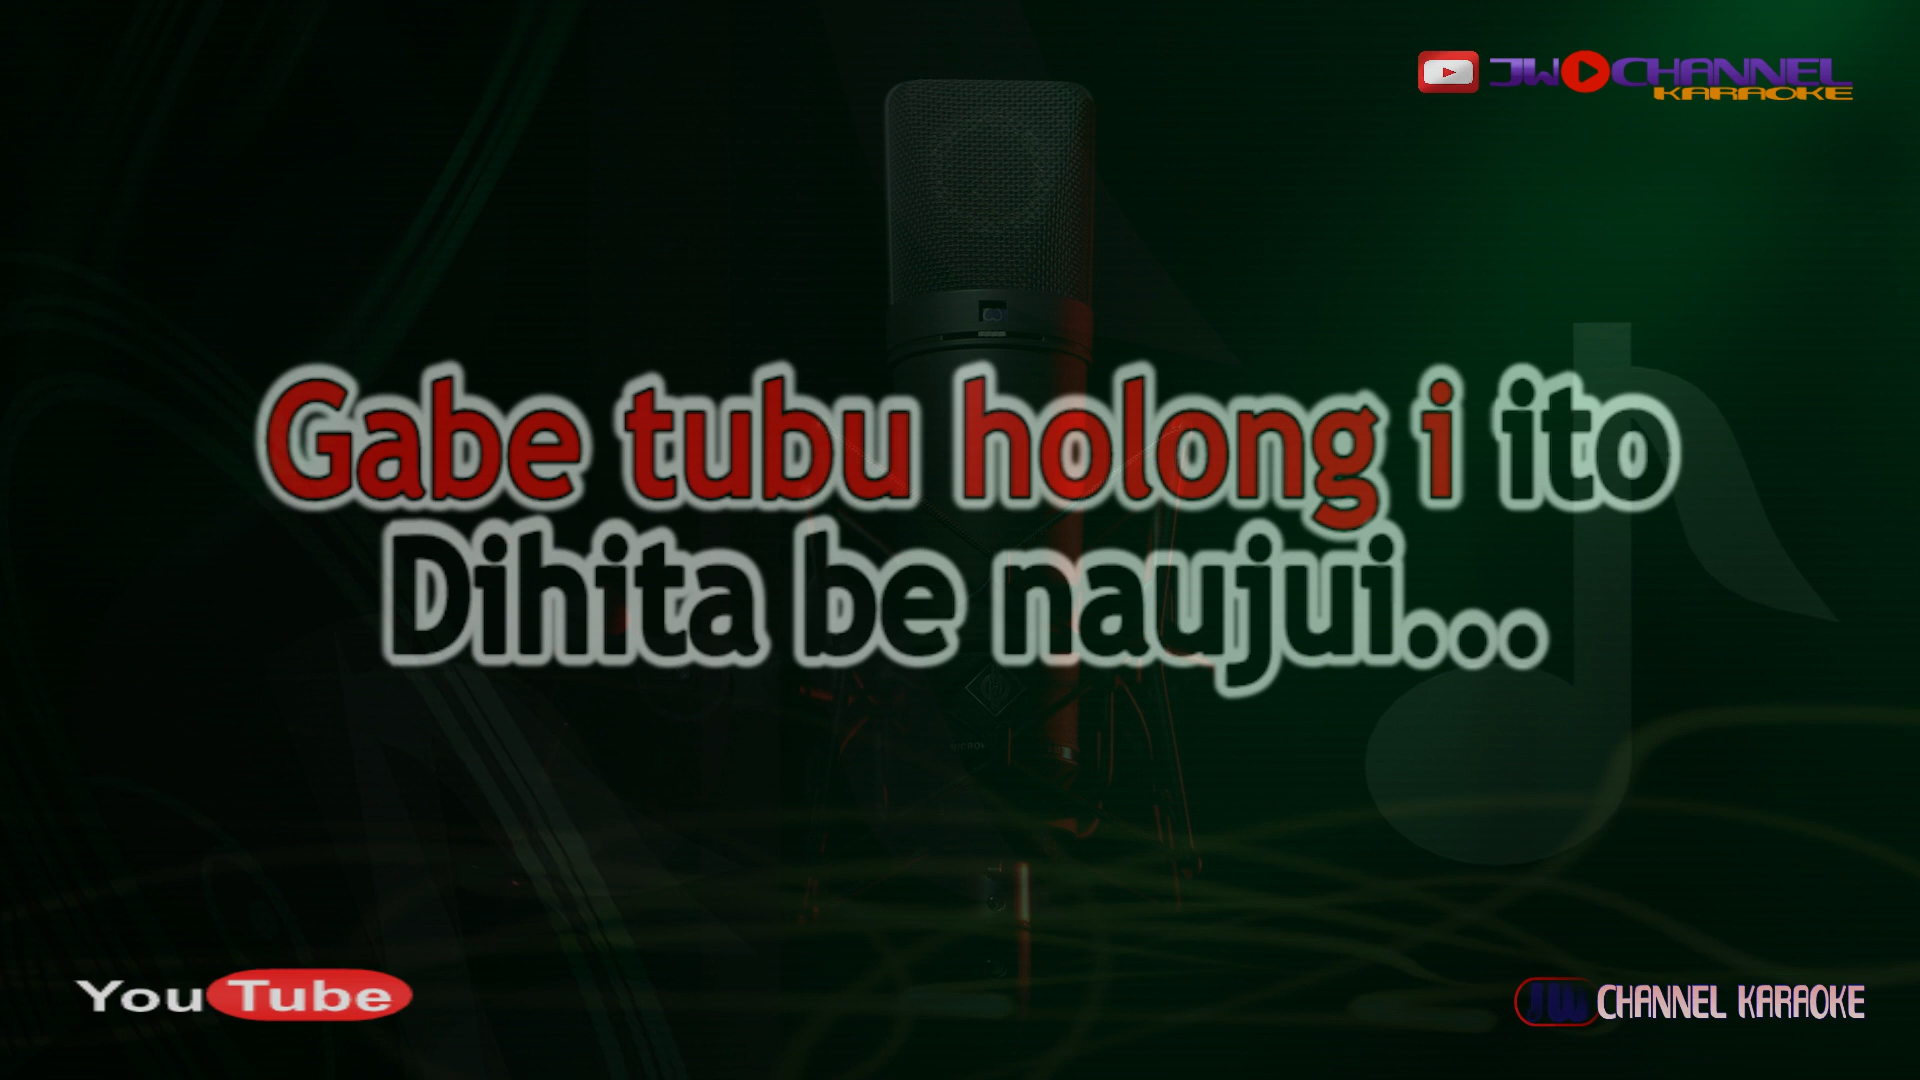 JW CHANNEL
KARAOKE
Gabe tubu holong i ito
Dihita be naujui...
YouTube
JW CHANNEL KARAOKE